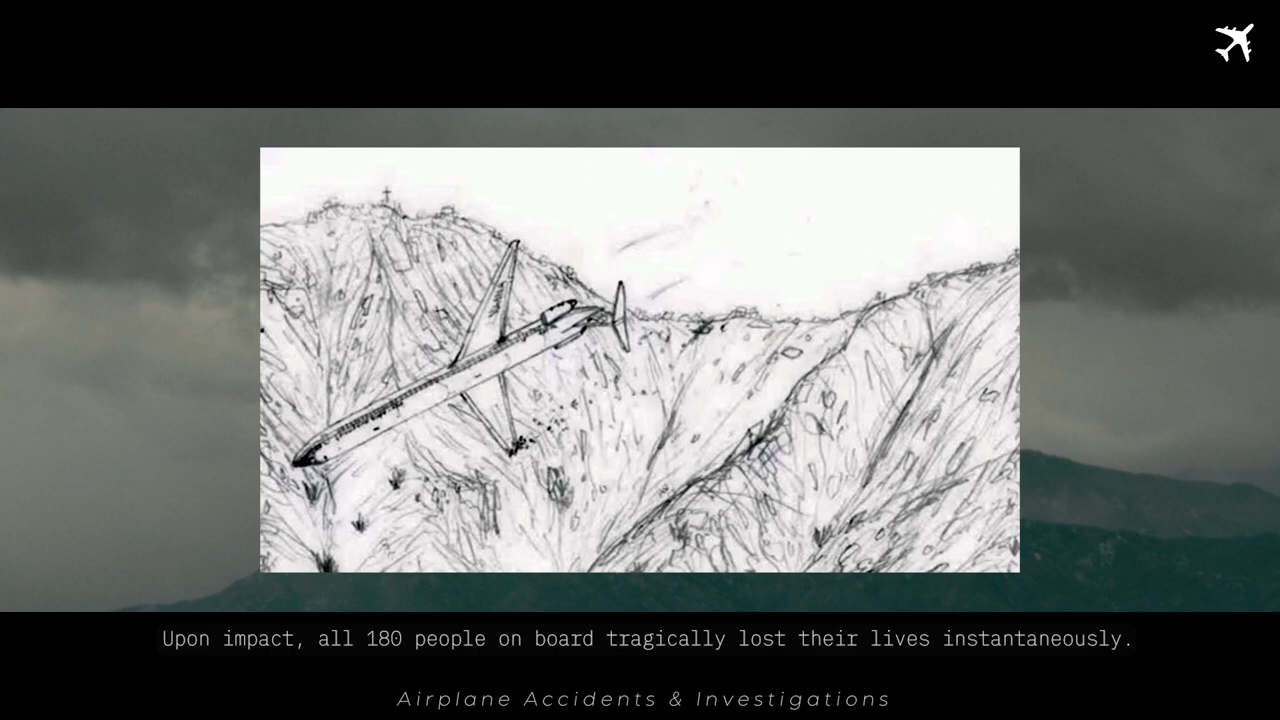 Upon impact, all 180 people on board tragically lost their lives instantaneously.
Airplane Accidents & Investigations